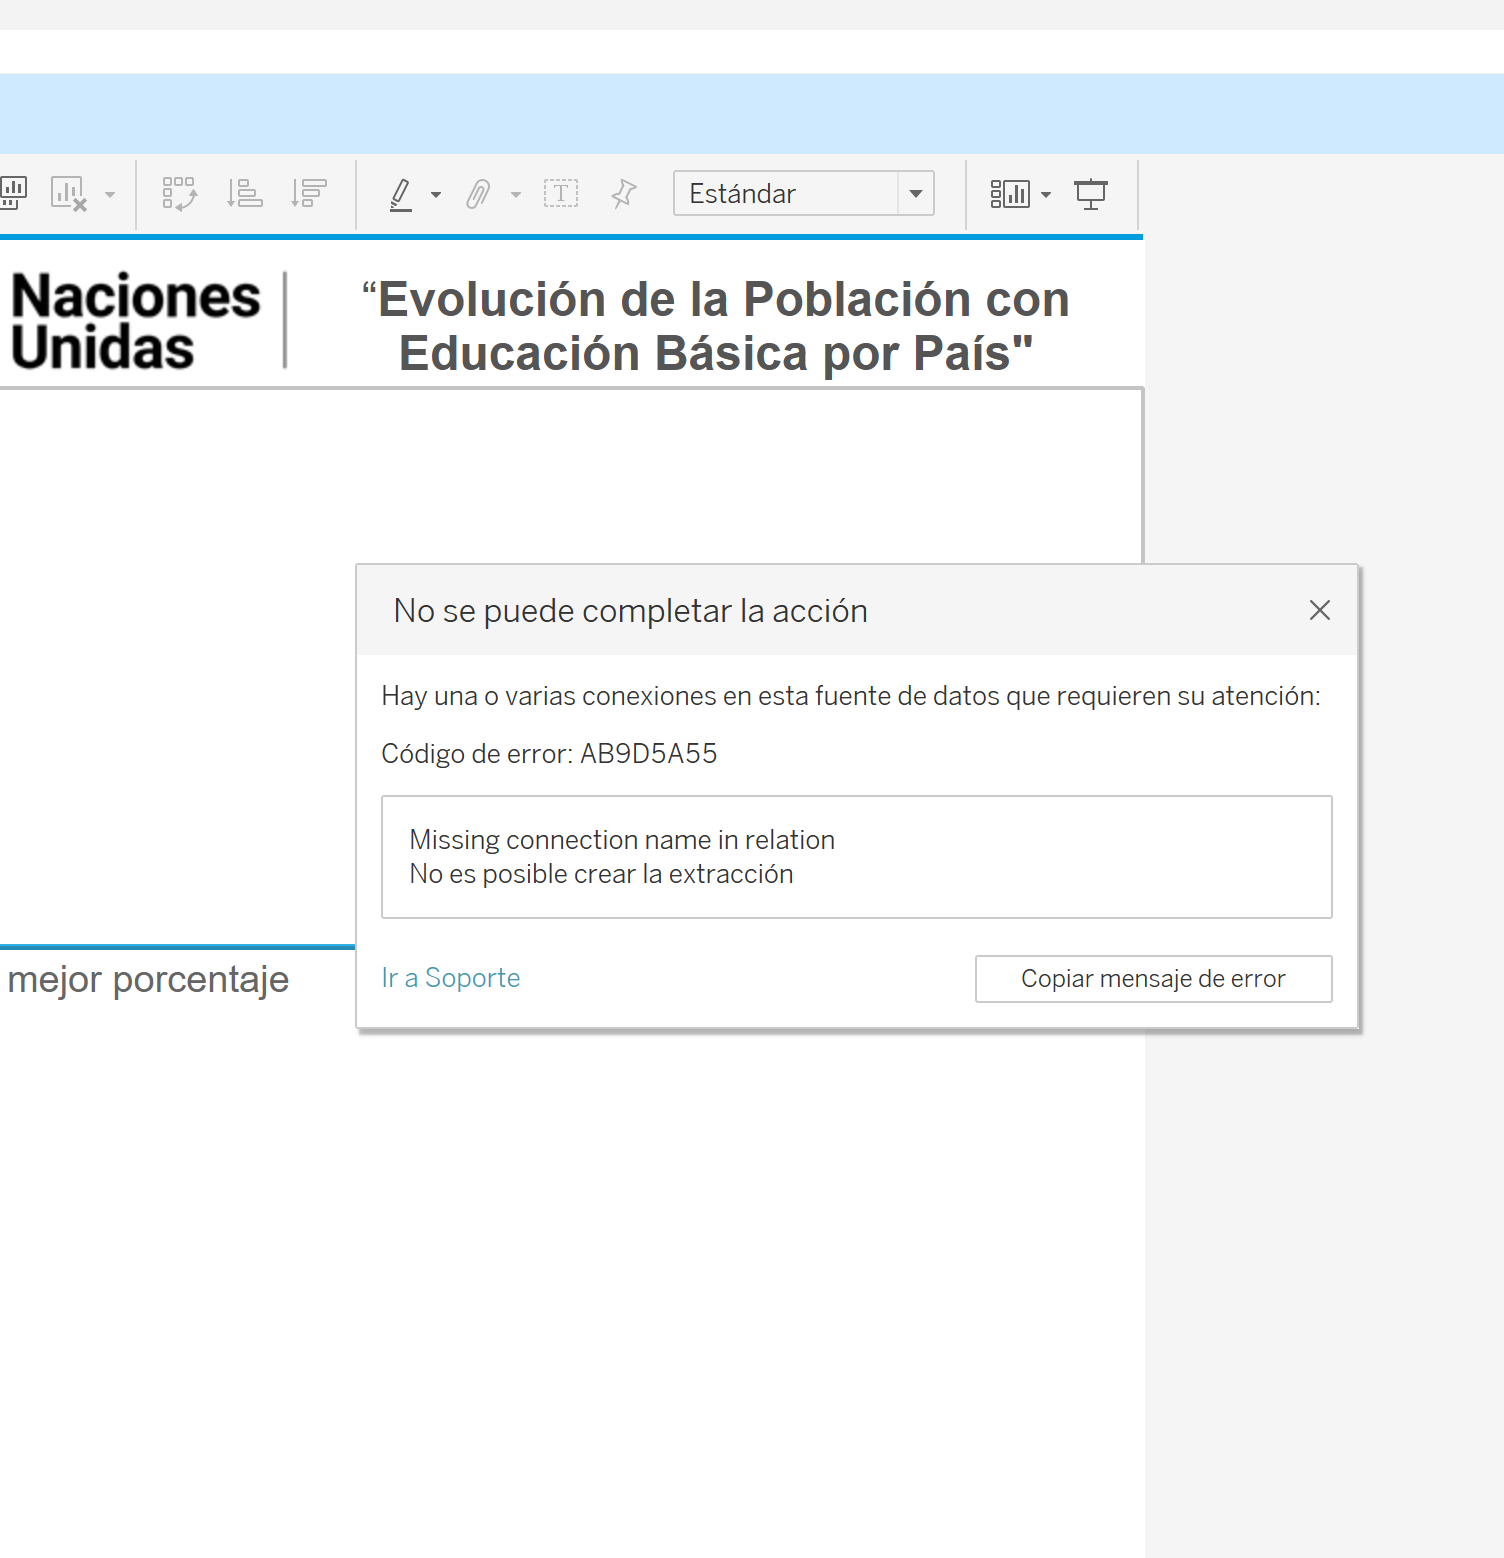 Estándar
Naciones
Unidas
“Evolución de la Población con
Educación Básica por País"
No se puede completar la acción
Hay una o varias conexiones en esta fuente de datos que requieren su atención:
Código de error: AB9D5A55
Missing connection name in relation
No es posible crear la extracción
Ir a Soporte
Copiar mensaje de error
mejor porcentaje